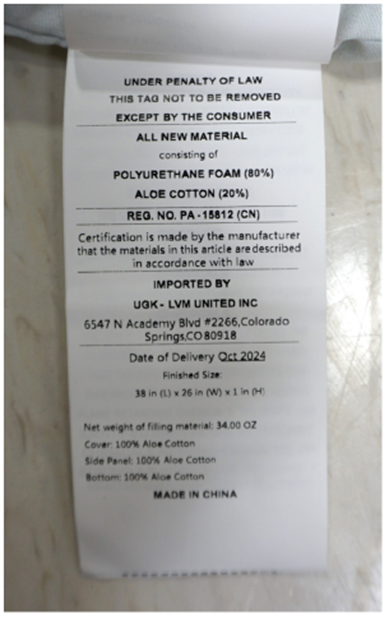 UNDER PENALTY OF LAW
THIS TAG NOT TO BE REMOVED
EXCEPT BY THE CONSUMER
ALL NEW MATERIAL
consisting of
POLYURETHANE FOAM (80%)
ALOE COTTON (20%)
REG. NO. PA-15812 (CN)
Certification is made by the manufacturer
that the materials in this article are described
in accordance with law
IMPORTED BY
UGK- LVM UNITED INC
6547 N Academy Blvd #2266,Colorado
Springs,CO 80918
Date of Delivery Oct 2024
Finished Size:
38 in (L) x 26 in (W) x 1 in (H)
Net weight of filling material: 34.00 OZ
Cover: 100% Aloe Cotton
Side Panel: 100% Aloe Cotton
Bottom: 100% Aloe Cotton
MADE IN CHINA